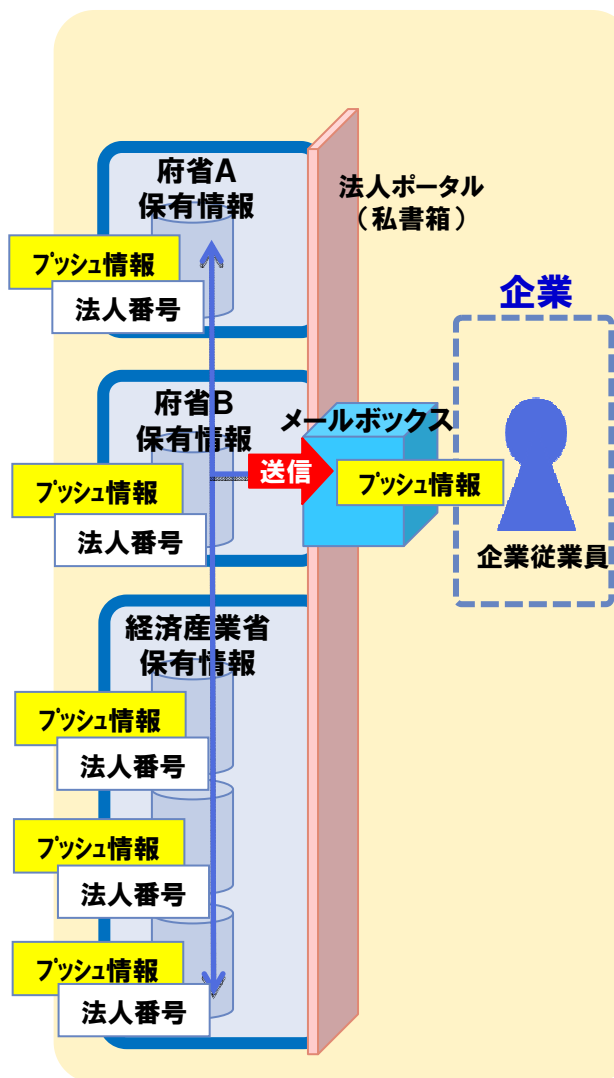 府省A
保有情報
プッシュ情報
法人番号
法人ポータル
（私書箱）
企業
府省B
保有情報
メールボックス
送信
プッシュ情報
プッシュ情報
法人番号
企業従業員
経済産業省
保有情報
プッシュ情報
法人番号
プッシュ情報
法人番号
プッシュ情報
法人番号